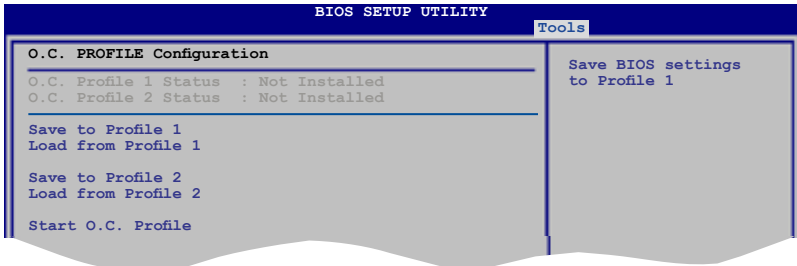 BIOS SETUP UTILITY
Tools
O.C. PROFILE Configuration
O.C. Profile 1 Status : Not Installed
O.C. Profile 2 Status : Not Installed
Save to Profile 1
Load from Profile 1
Save to Profile 2
Load from Profile 2
Start O.C. Profile
Save BIOS settings
to Profile 1